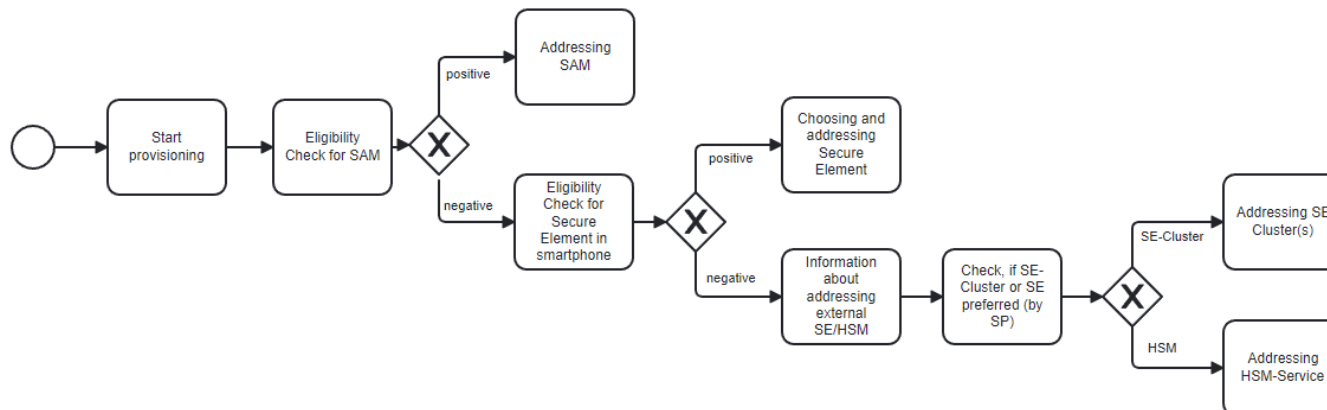 Addressing
SAM
positive
Start
provisioning
Eligibility
Check for SAM
X
negative
Choosing and
addressing
Secure
Element
positive
Eligibility
Check for
Secure
Element in
smartphone
X
negative
Information
about
addressing
external
SE/HSM
Check, if SE-
Cluster or SE
preferred (by
SP)
X
SE-Cluster
Addressing SE
Cluster(s)
HSM
Addressing
HSM-Service